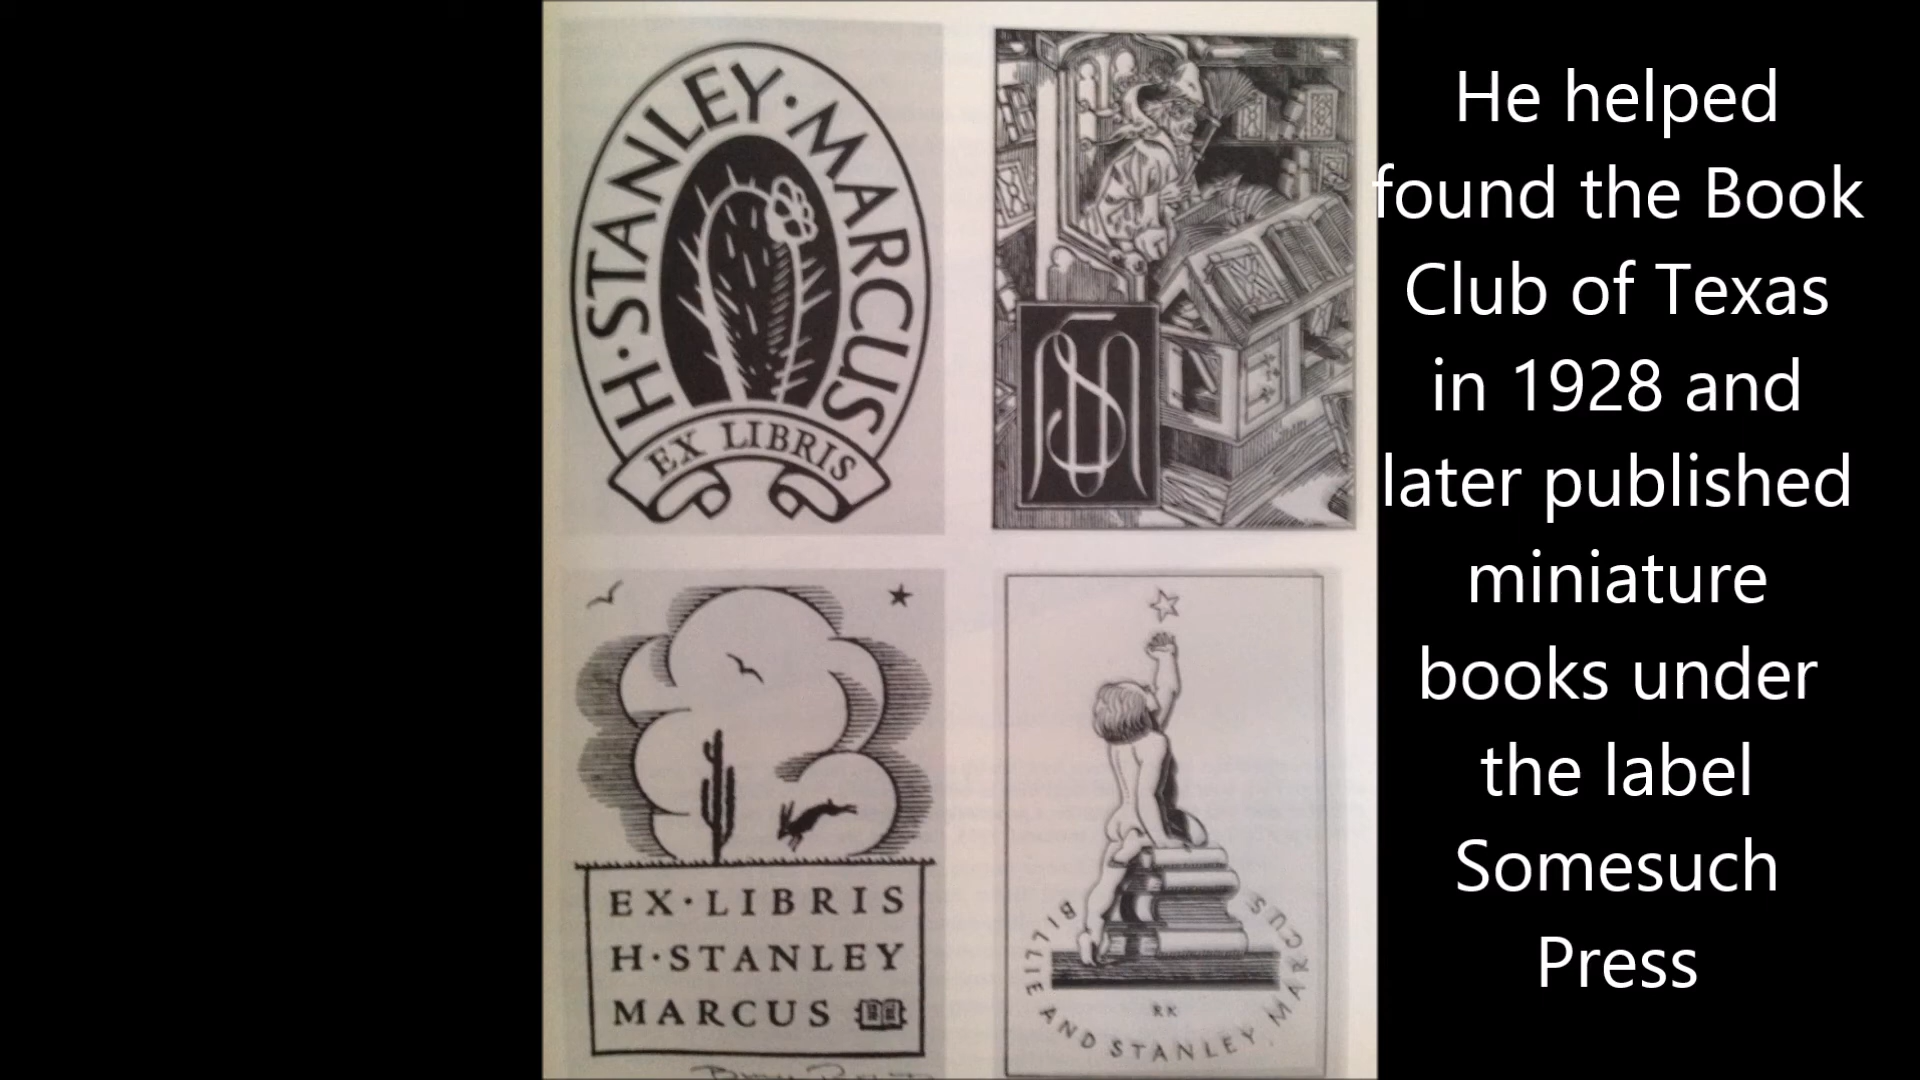 H·STANLEY·MARCUS
EX LIBRIS
EX·LIBRIS
H·STANLEY
MARCUS
BILLIE AND STANLEY MARCUS
RK
He helped
found the Book
Club of Texas
in 1928 and
later published
miniature
books under
the label
Somesuch
Press